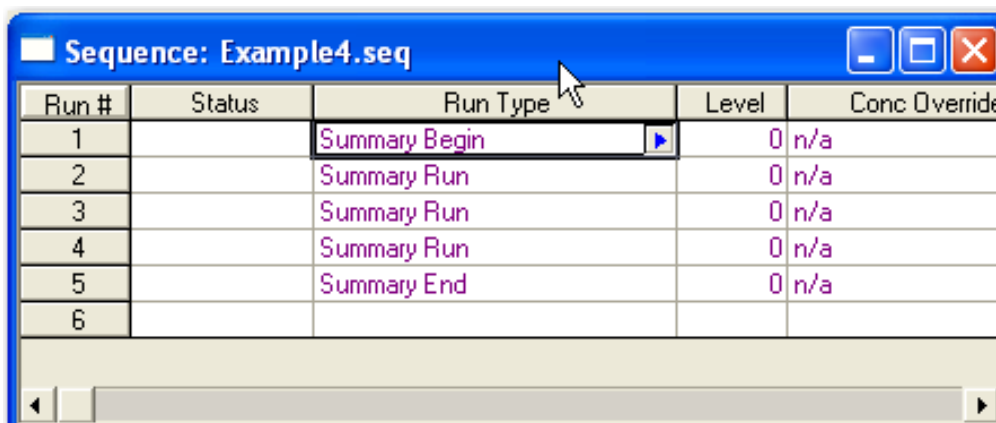 Sequence: Example4.seq
Run # Status Run Type Level Conc Override
1 Summary Begin 0 n/a
2 Summary Run 0 n/a
3 Summary Run 0 n/a
4 Summary Run 0 n/a
5 Summary End 0 n/a
6